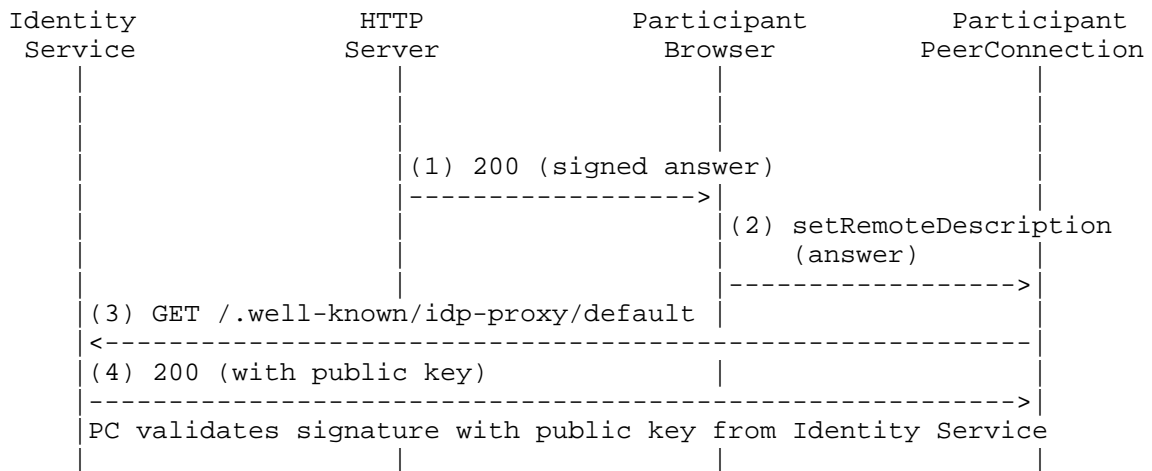 Identity HTTP Participant Participant
Service Server Browser PeerConnection
(1) 200 (signed answer)
(2) setRemoteDescription
(answer)
(3) GET /.well-known/idp-proxy/default
(4) 200 (with public key)
PC validates signature with public key from Identity Service